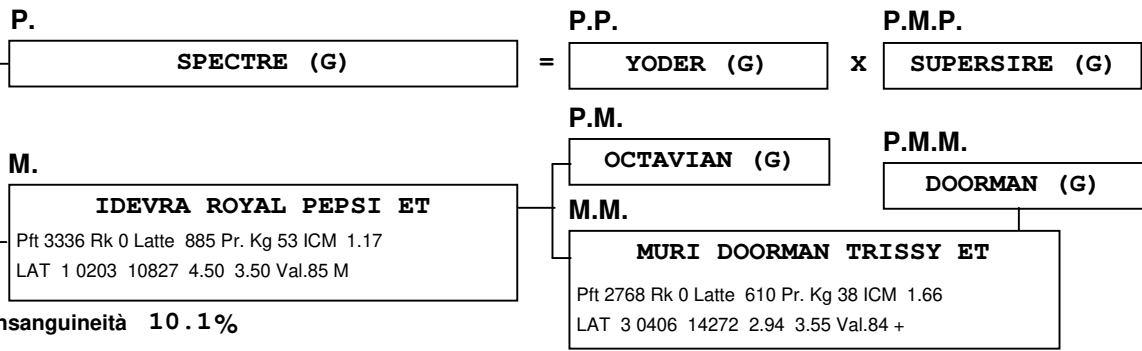 P. P.P. P.M.P.
SPECTRE (G) = YODER (G) X SUPERSIRE (G)
P.M.
OCTAVIAN (G)
P.M.M.
DOORMAN (G)
M.
IDEVRA ROYAL PEPSI ET
Pft 3336 Rk 0 Latte 885 Pr. Kg 53 ICM 1.17
LAT 1 0203 10827 4.50 3.50 Val.85 M
M.M.
MURI DOORMAN TRISSY ET
Pft 2768 Rk 0 Latte 610 Pr. Kg 38 ICM 1.66
LAT 3 0406 14272 2.94 3.55 Val.84 +
nsanguineità 10.1%